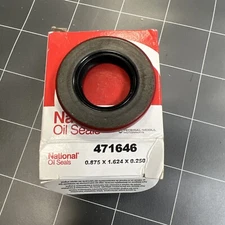 National
Oil Seals
National
Oil Seals
471646
0.875 X 1.624 X 0.250